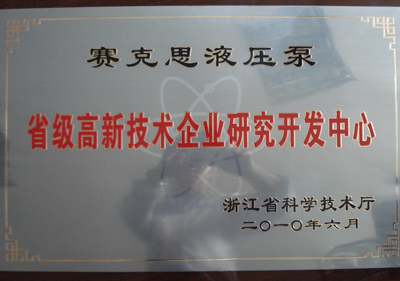 赛克思液压泵
省级高新技术企业研究开发中心
浙江省科学技术厅
二〇一〇年六月